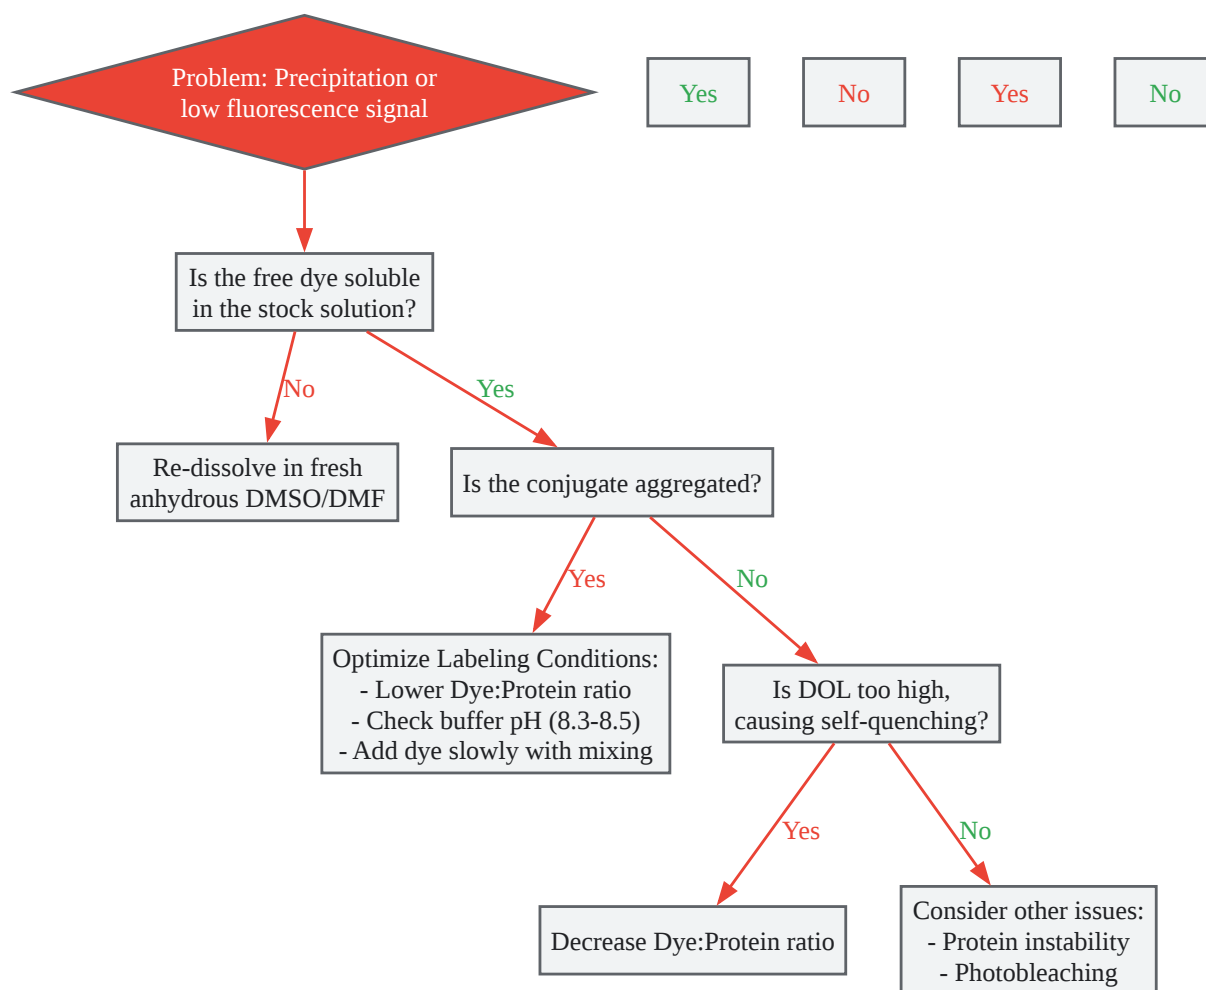 Problem: Precipitation or
low fluorescence signal
Yes
No
Yes
No
Is the free dye soluble
in the stock solution?
No
Yes
Re-dissolve in fresh
anhydrous DMSO/DMF
Is the conjugate aggregated?
Yes
No
Optimize Labeling Conditions:
- Lower Dye:Protein ratio
- Check buffer pH (8.3-8.5)
- Add dye slowly with mixing
Is DOL too high,
causing self-quenching?
Yes
No
Decrease Dye:Protein ratio
Consider other issues:
- Protein instability
- Photobleaching